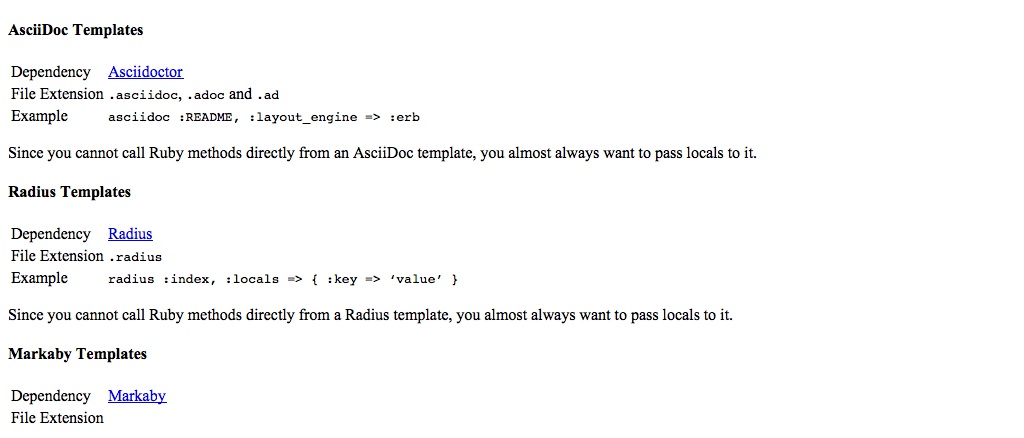 AsciiDoc Templates
Dependency Asciidoctor
File Extension .asciidoc, .adoc and .ad
Example asciidoc :README, :layout_engine => :erb
Since you cannot call Ruby methods directly from an AsciiDoc template, you almost always want to pass locals to it.
Radius Templates
Dependency Radius
File Extension .radius
Example radius :index, :locals => { :key => ‘value’ }
Since you cannot call Ruby methods directly from a Radius template, you almost always want to pass locals to it.
Markaby Templates
Dependency Markaby
File Extension